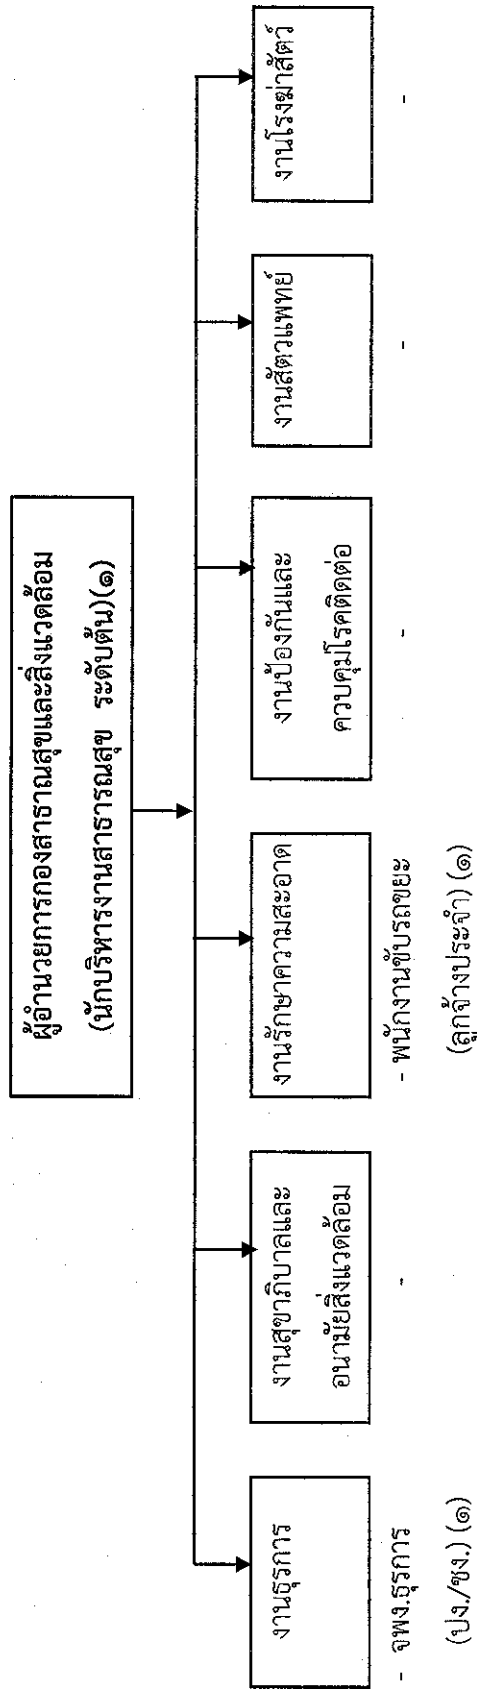 ผู้อำนวยการกองสาธาณสุขและสิ่งแวดล้อม
(นักบริหารงานสาธารณสุข ระดับต้น)(๑)
งานธุรการ
- จพง.ธุรการ
(ปง./ชง.) (๑)
งานสุขาภิบาลและ
อนามัยสิ่งแวดล้อม
-
งานรักษาความสะอาด
- พนักงานขับรถขยะ
(ลูกจ้างประจำ) (๑)
งานป้องกันและ
ควบคุมโรคติดต่อ
-
งานสัตวแพทย์
-
งานโรงฆ่าสัตว์
-